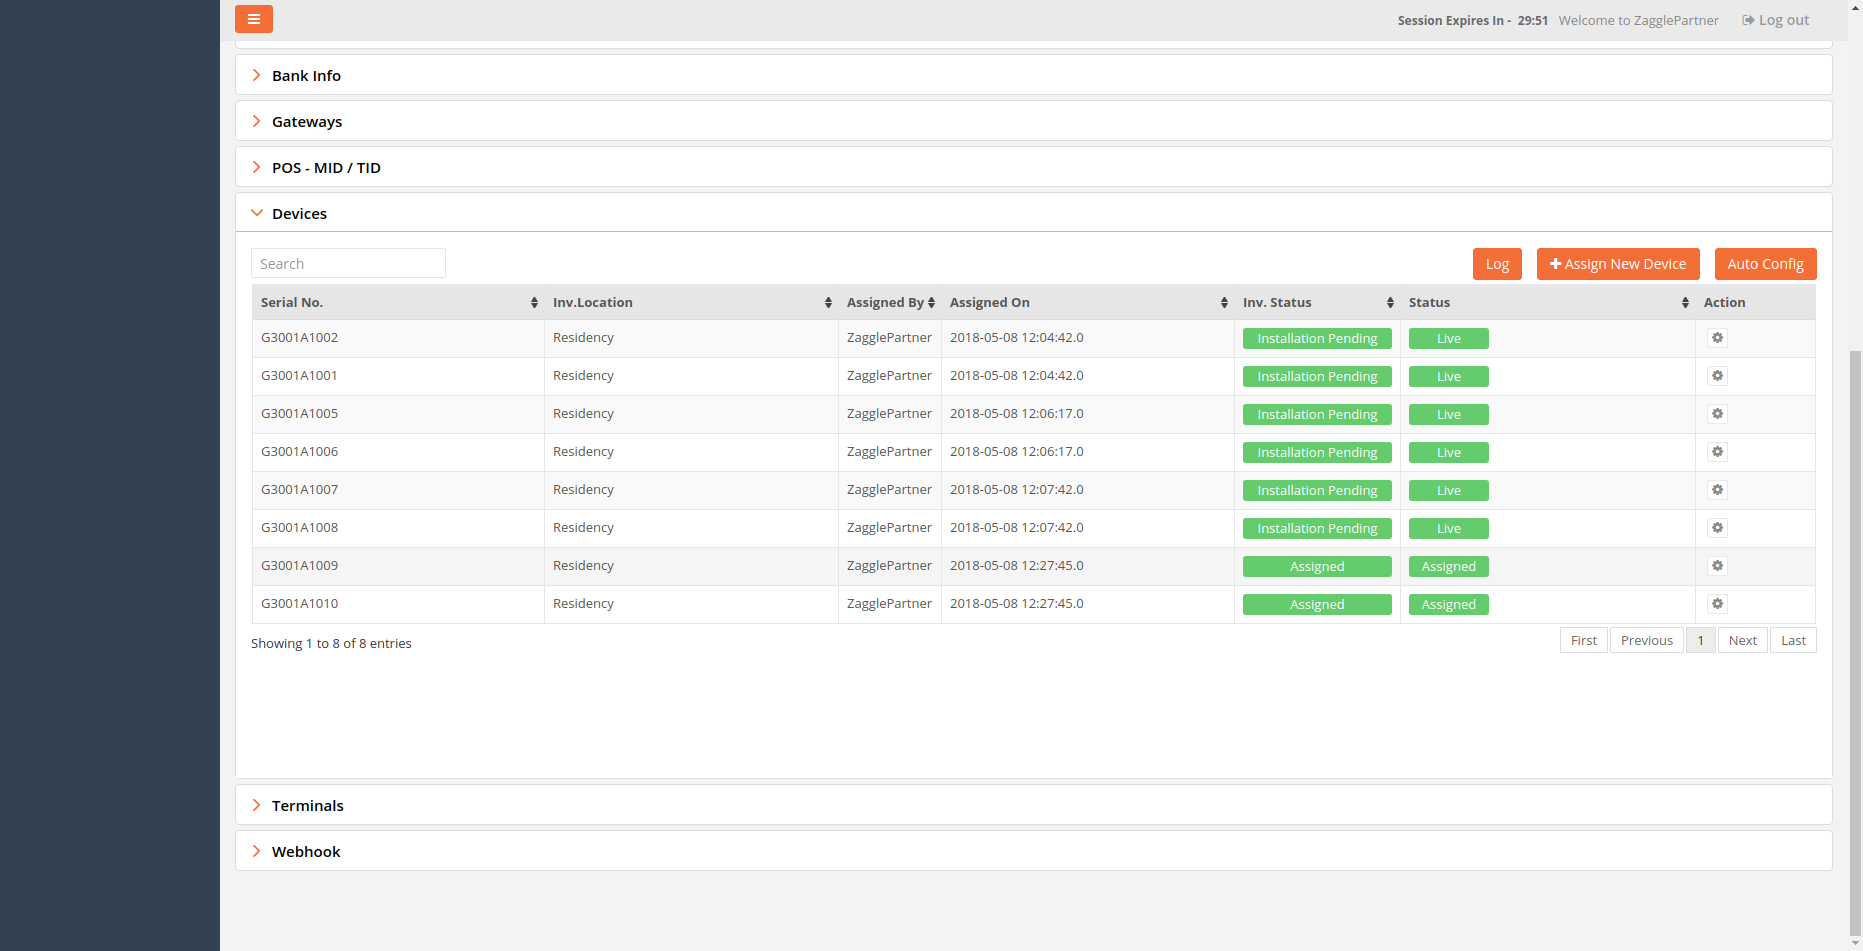 Session Expires In - 29:51 Welcome to ZagglePartner Log out
Bank Info
Gateways
POS - MID / TID
Devices
Search Log Assign New Device Auto Config
Serial No. Inv.Location Assigned By Assigned On Inv. Status Status Action
G3001A1002 Residency ZagglePartner 2018-05-08 12:04:42.0 Installation Pending Live
G3001A1001 Residency ZagglePartner 2018-05-08 12:04:42.0 Installation Pending Live
G3001A1005 Residency ZagglePartner 2018-05-08 12:06:17.0 Installation Pending Live
G3001A1006 Residency ZagglePartner 2018-05-08 12:06:17.0 Installation Pending Live
G3001A1007 Residency ZagglePartner 2018-05-08 12:07:42.0 Installation Pending Live
G3001A1008 Residency ZagglePartner 2018-05-08 12:07:42.0 Installation Pending Live
G3001A1009 Residency ZagglePartner 2018-05-08 12:27:45.0 Assigned Assigned
G3001A1010 Residency ZagglePartner 2018-05-08 12:27:45.0 Assigned Assigned
Showing 1 to 8 of 8 entries First Previous 1 Next Last
Terminals
Webhook